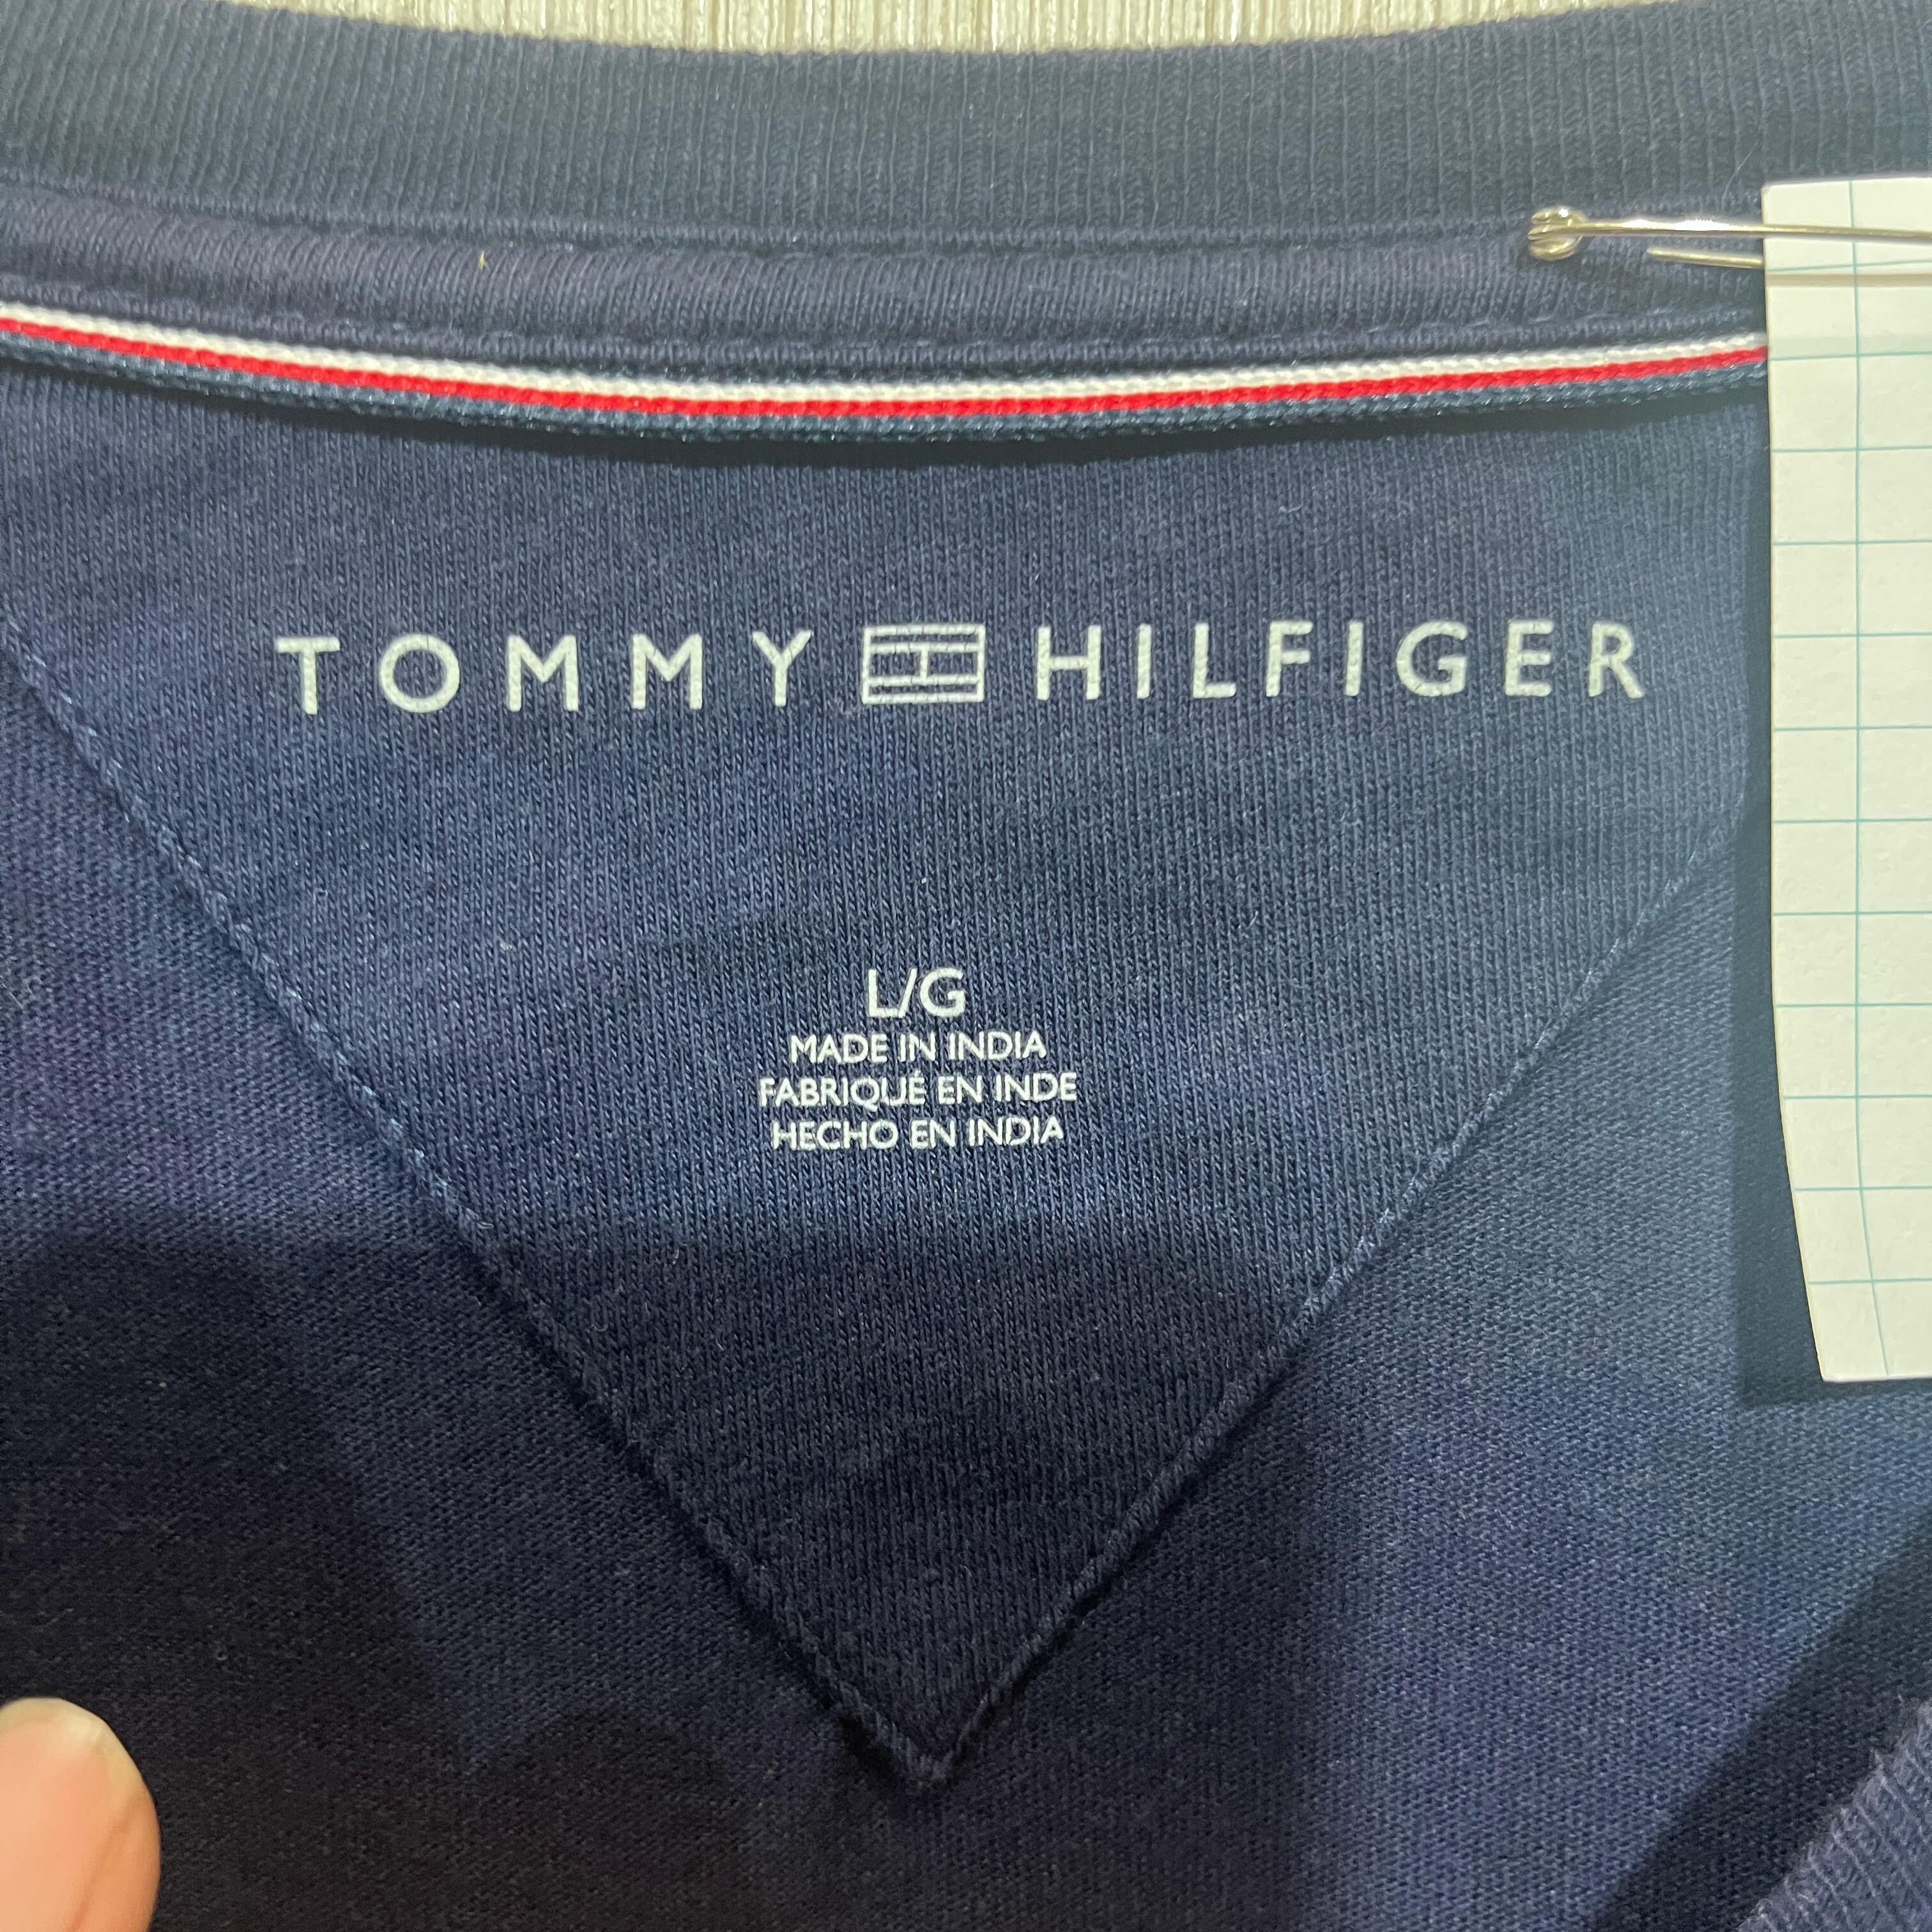 TOMMY HILFIGER
L/G
MADE IN INDIA
FABRIQUÉ EN INDE
HECHO EN INDIA